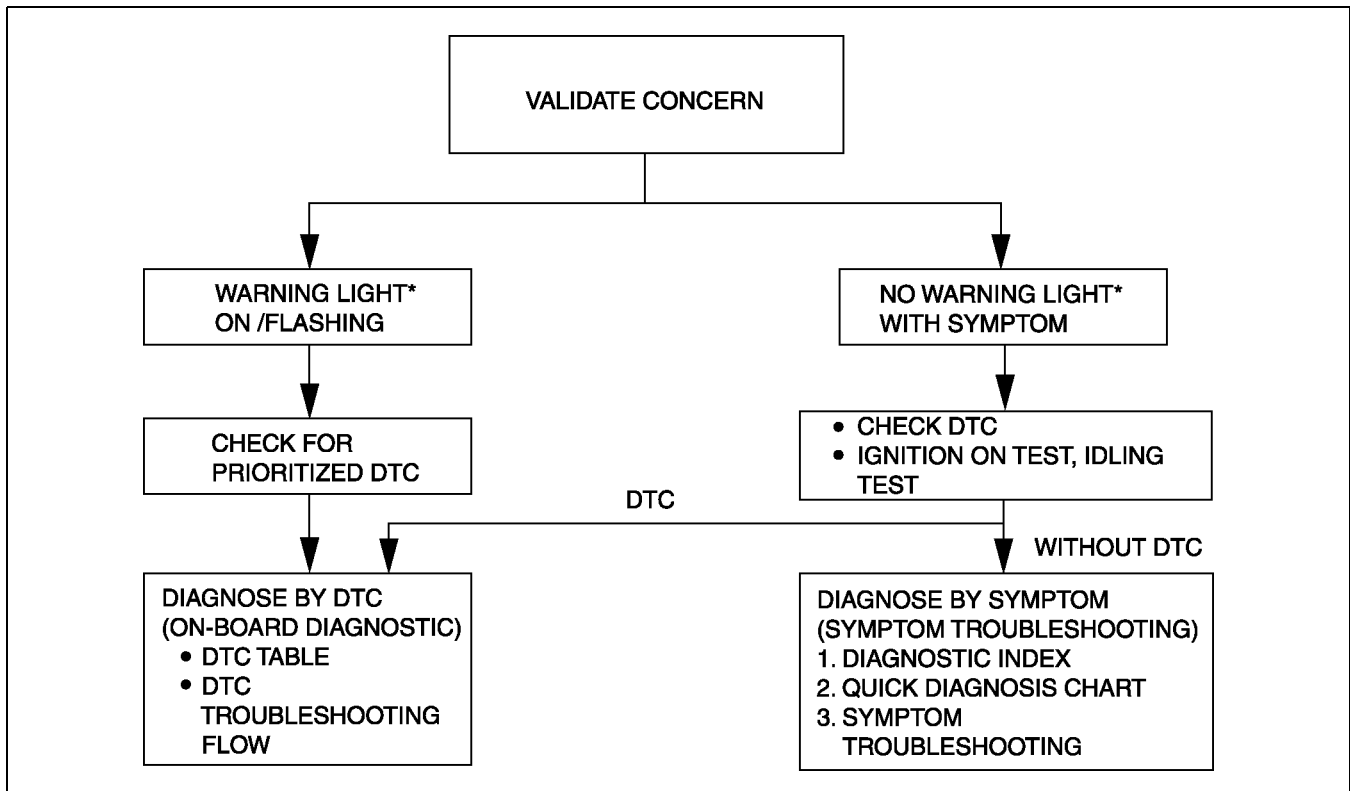 VALIDATE CONCERN
WARNING LIGHT*
ON /FLASHING
NO WARNING LIGHT*
WITH SYMPTOM
CHECK FOR
PRIORITIZED DTC
• CHECK DTC
• IGNITION ON TEST, IDLING
TEST
DTC
WITHOUT DTC
DIAGNOSE BY DTC
(ON-BOARD DIAGNOSTIC)
• DTC TABLE
• DTC
TROUBLESHOOTING
FLOW
DIAGNOSE BY SYMPTOM
(SYMPTOM TROUBLESHOOTING)
1. DIAGNOSTIC INDEX
2. QUICK DIAGNOSIS CHART
3. SYMPTOM
TROUBLESHOOTING